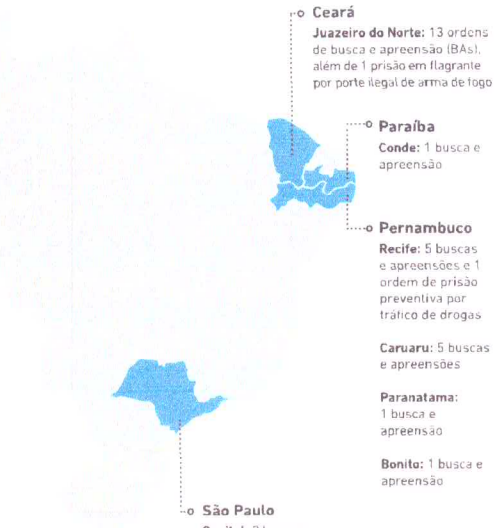 Ceará
Juazeiro do Norte: 13 ordens
de busca e apreensão (BAs),
além de 1 prisão em flagrante
por porte ilegal de arma de fogo
Paraíba
Conde: 1 busca e
apreensão
Pernambuco
Recife: 5 buscas
e apreensões e 1
ordem de prisão
preventiva por
tráfico de drogas
Caruaru: 5 buscas
e apreensões
Paranatama:
1 busca e
apreensão
Bonito: 1 busca e
apreensão
São Paulo